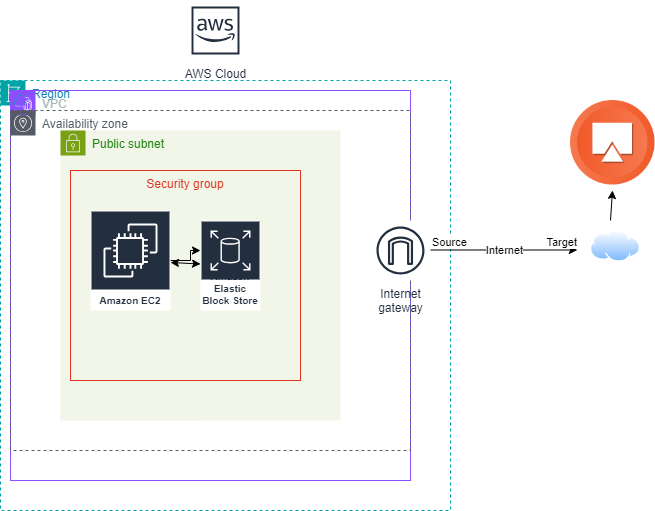 aws
AWS Cloud
Region
VPC
Availability zone
Public subnet
Security group
Amazon EC2
Elastic
Block Store
Source
Internet
Target
Internet
gateway